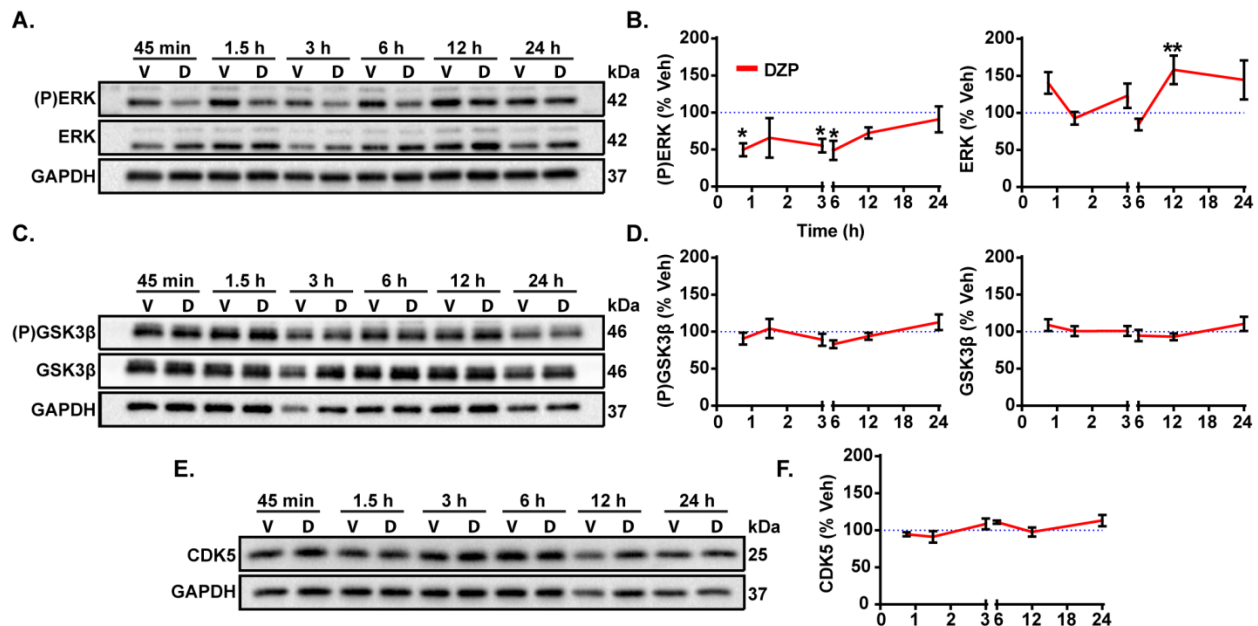 A.
45 min 1.5 h 3 h 6 h 12 h 24 h
V D V D V D V D V D V D kDa
(P)ERK 42
ERK 42
GAPDH 37
B.
(P)ERK (% Veh)
200
150
100
50
0
DZP
* * *
0 1 2 3 6 12 18 24
Time (h)
ERK (% Veh)
200
150
100
50
0
**
0 1 2 3 6 12 18 24
C.
45 min 1.5 h 3 h 6 h 12 h 24 h
V D V D V D V D V D V D kDa
(P)GSK3β 46
GSK3β 46
GAPDH 37
D.
(P)GSK3β (% Veh)
200
150
100
50
0
0 1 2 3 6 12 18 24
GSK3β (% Veh)
200
150
100
50
0
0 1 2 3 6 12 18 24
E.
45 min 1.5 h 3 h 6 h 12 h 24 h
V D V D V D V D V D V D kDa
CDK5 25
GAPDH 37
F.
CDK5 (% Veh)
200
150
100
50
0
0 1 2 3 6 12 18 24